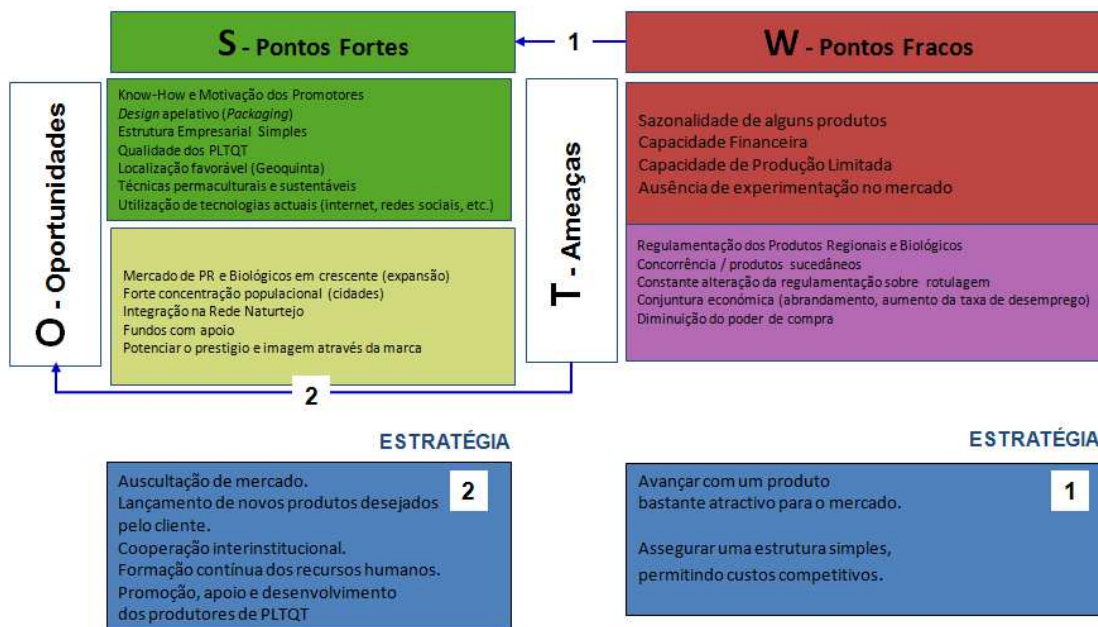 S - Pontos Fortes
1
W - Pontos Fracos
O - Oportunidades
Know-How e Motivação dos Promotores
Design apelativo (Packaging)
Estrutura Empresarial Simples
Qualidade dos PLTQT
Localização favorável (Geoquinta)
Técnicas permaculturais e sustentáveis
Utilização de tecnologias actuais (internet, redes sociais, etc.)
T - Ameaças
Sazonalidade de alguns produtos
Capacidade Financeira
Capacidade de Produção Limitada
Ausência de experimentação no mercado
Mercado de PR e Biológicos em crescente (expansão)
Forte concentração populacional (cidades)
Integração na Rede Naturtejo
Fundos com apoio
Potenciar o prestigio e imagem através da marca
Regulamentação dos Produtos Regionais e Biológicos
Concorrência / produtos sucedâneos
Constante alteração da regulamentação sobre rotulagem
Conjuntura económica (abrandamento, aumento da taxa de desemprego)
Diminuição do poder de compra
2
ESTRATÉGIA
Auscultação de mercado.
Lançamento de novos produtos desejados
pelo cliente.
Cooperação interinstitucional.
Formação contínua dos recursos humanos.
Promoção, apoio e desenvolvimento
dos produtores de PLTQT
2
ESTRATÉGIA
Avançar com um produto
bastante atractivo para o mercado.
Assegurar uma estrutura simples,
permitindo custos competitivos.
1